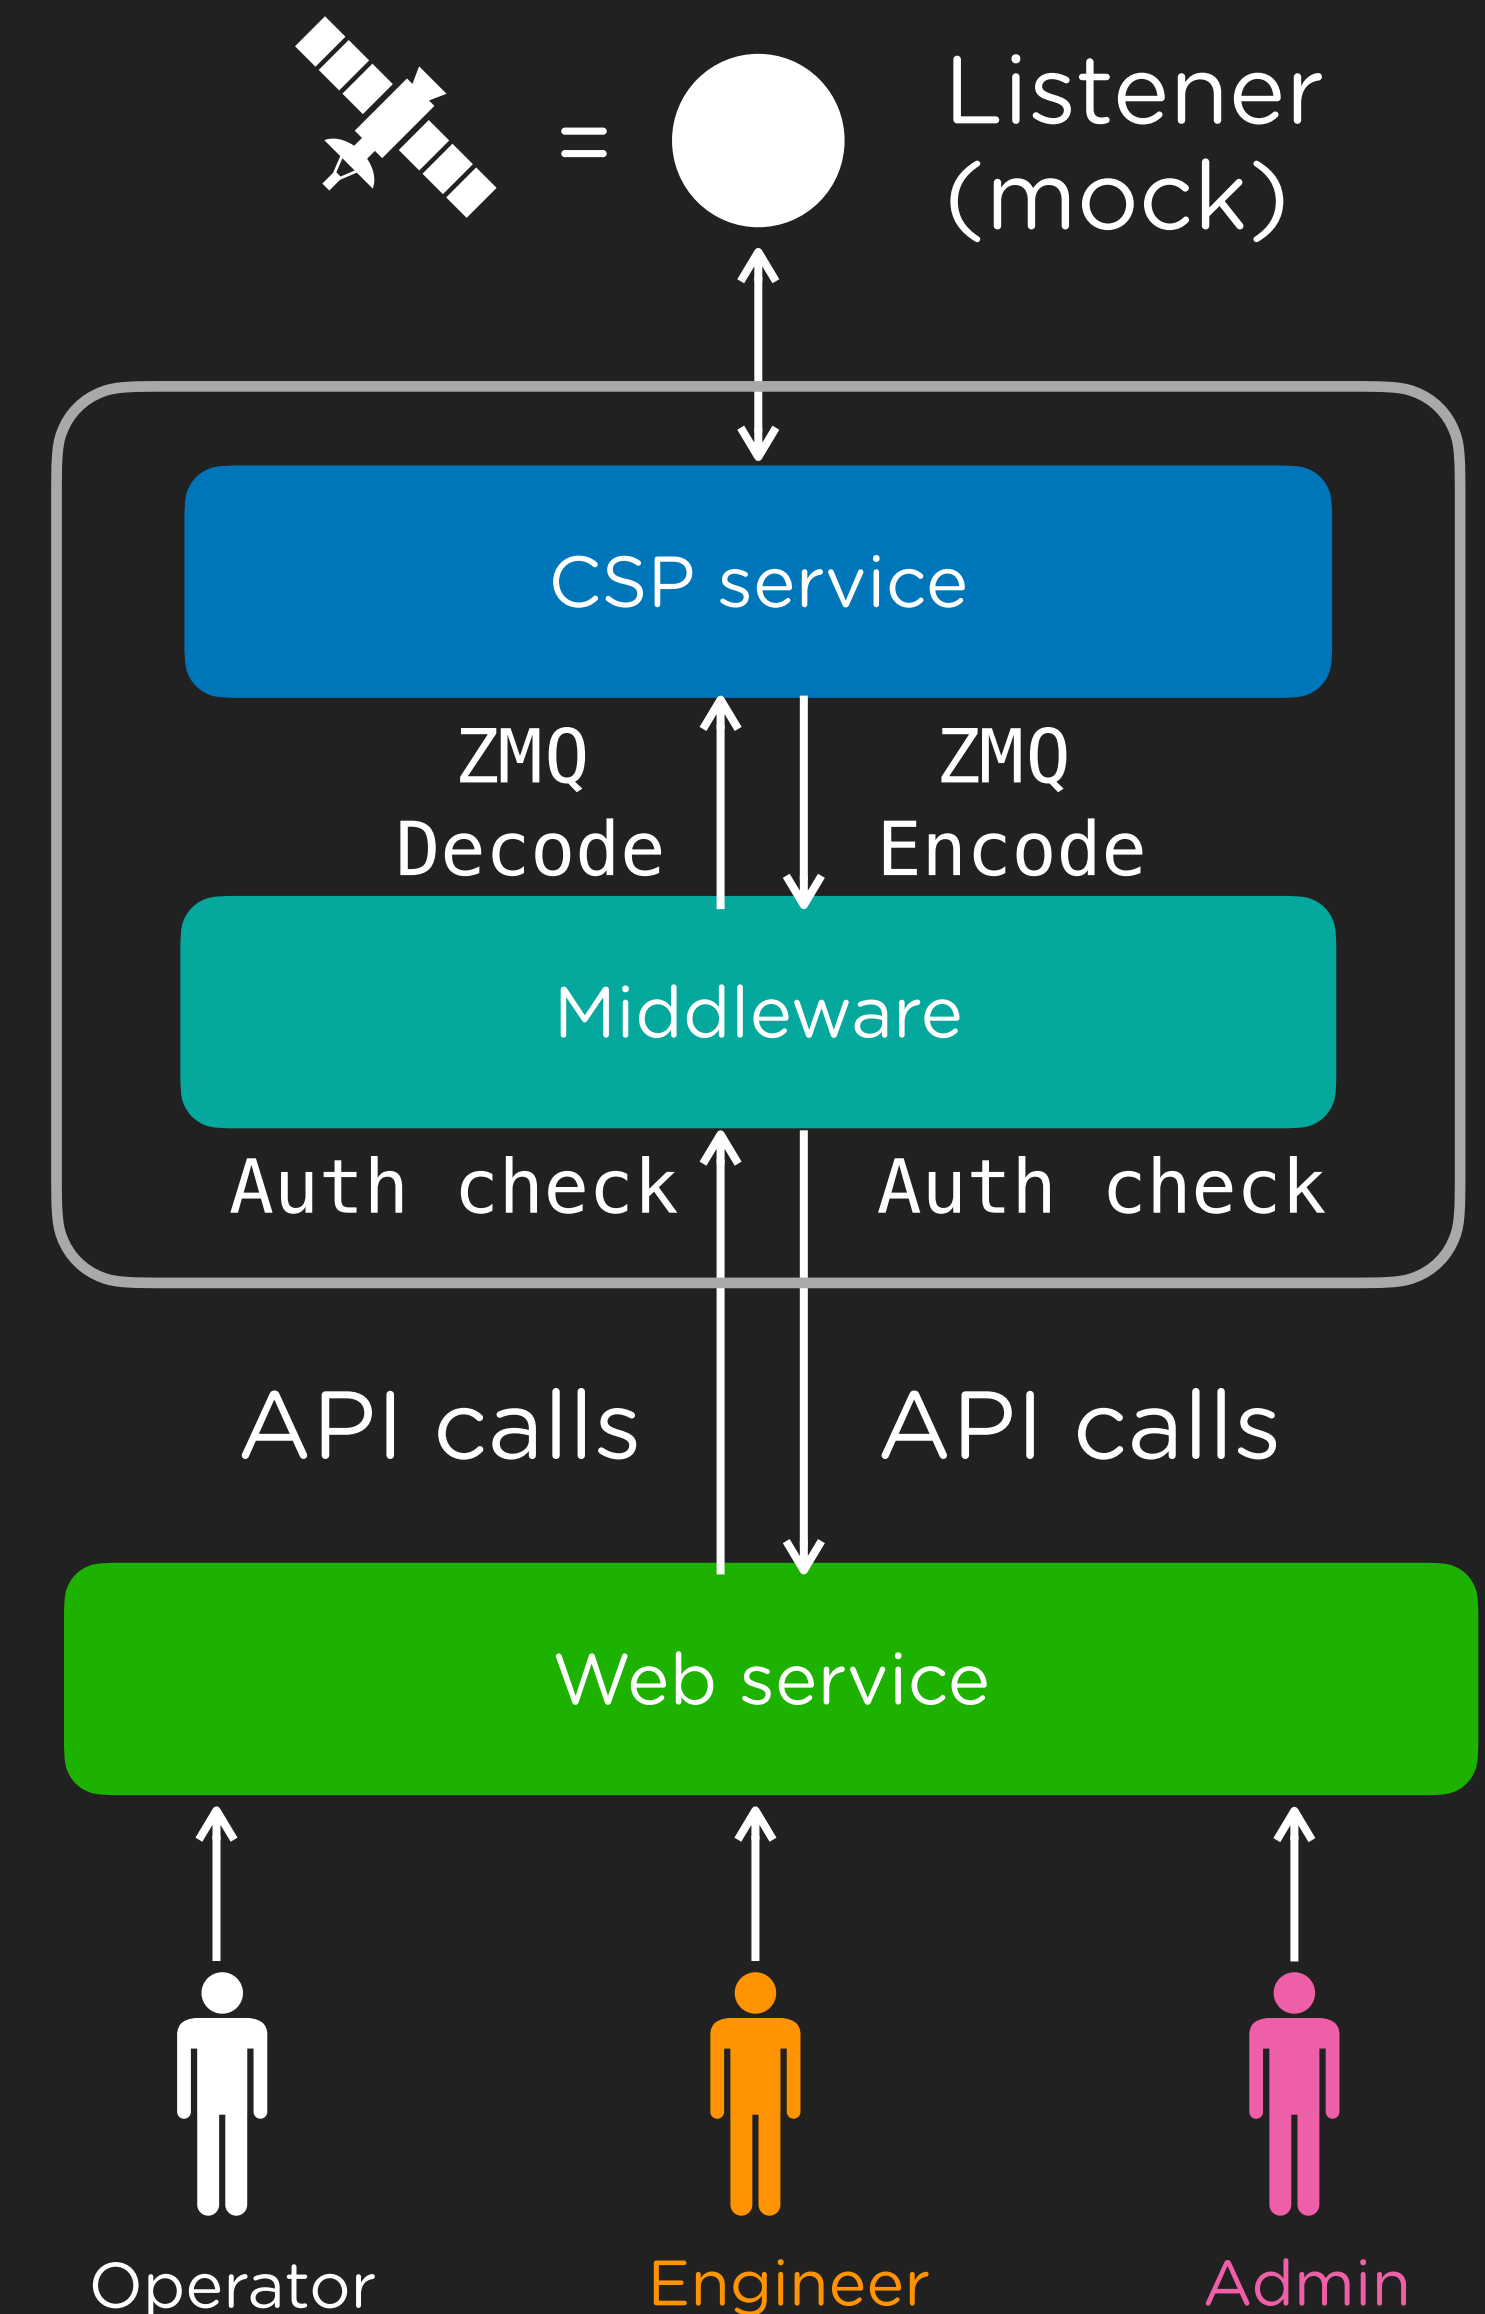 =
Listener
(mock)
CSP service
ZMQ
Decode
ZMQ
Encode
Middleware
Auth check
Auth check
API calls
API calls
Web service
Operator
Engineer
Admin